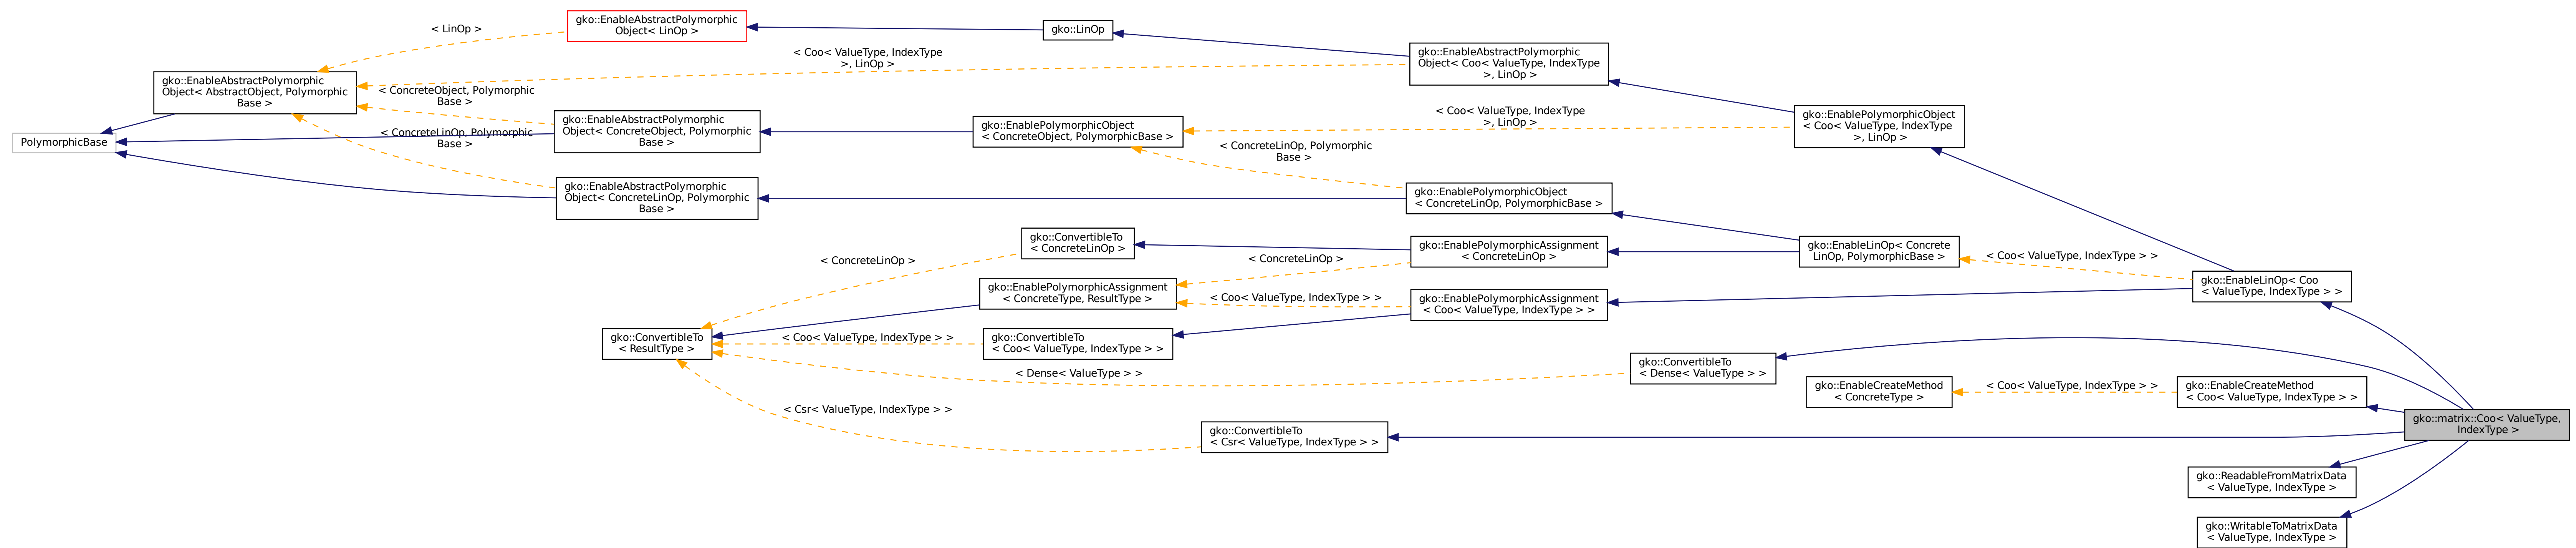 PolymorphicBase
gko::EnableAbstractPolymorphic
Object< AbstractObject, Polymorphic
Base >
< LinOp >
< Coo< ValueType, IndexType
>, LinOp >
< ConcreteObject, Polymorphic
Base >
< ConcreteLinOp, Polymorphic
Base >
gko::EnableAbstractPolymorphic
Object< LinOp >
gko::EnableAbstractPolymorphic
Object< ConcreteObject, Polymorphic
Base >
gko::EnableAbstractPolymorphic
Object< ConcreteLinOp, Polymorphic
Base >
gko::LinOp
gko::EnablePolymorphicObject
< ConcreteObject, PolymorphicBase >
gko::EnableAbstractPolymorphic
Object< Coo< ValueType, IndexType
>, LinOp >
< Coo< ValueType, IndexType
>, LinOp >
< ConcreteLinOp, Polymorphic
Base >
gko::EnablePolymorphicObject
< ConcreteLinOp, PolymorphicBase >
gko::EnablePolymorphicObject
< Coo< ValueType, IndexType
>, LinOp >
gko::ConvertibleTo
< ConcreteLinOp >
< ConcreteLinOp >
gko::EnablePolymorphicAssignment
< ConcreteType, ResultType >
< ConcreteLinOp >
< Coo< ValueType, IndexType > >
gko::EnablePolymorphicAssignment
< ConcreteLinOp >
gko::EnablePolymorphicAssignment
< Coo< ValueType, IndexType > >
gko::EnableLinOp< Concrete
LinOp, PolymorphicBase >
< Coo< ValueType, IndexType > >
gko::EnableLinOp< Coo
< ValueType, IndexType > >
gko::ConvertibleTo
< ResultType >
< Coo< ValueType, IndexType > >
gko::ConvertibleTo
< Coo< ValueType, IndexType > >
< Dense< ValueType > >
gko::ConvertibleTo
< Dense< ValueType > >
< Csr< ValueType, IndexType > >
gko::ConvertibleTo
< Csr< ValueType, IndexType > >
gko::EnableCreateMethod
< ConcreteType >
< Coo< ValueType, IndexType > >
gko::EnableCreateMethod
< Coo< ValueType, IndexType > >
gko::matrix::Coo< ValueType,
IndexType >
gko::ReadableFromMatrixData
< ValueType, IndexType >
gko::WritableToMatrixData
< ValueType, IndexType >